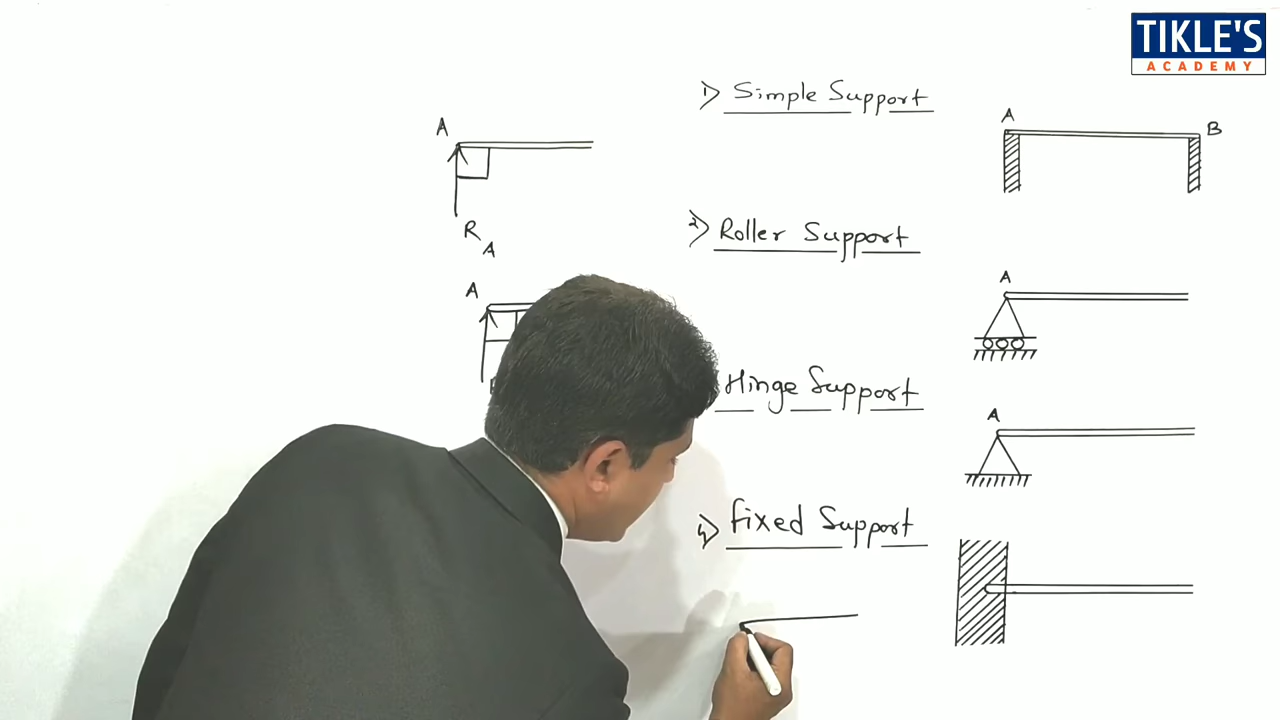 TIKLE'S
ACADEMY
1) Simple Support
A
B
A
R
A
2) Roller Support
A
A
Hinge Support
A
4) fixed Support